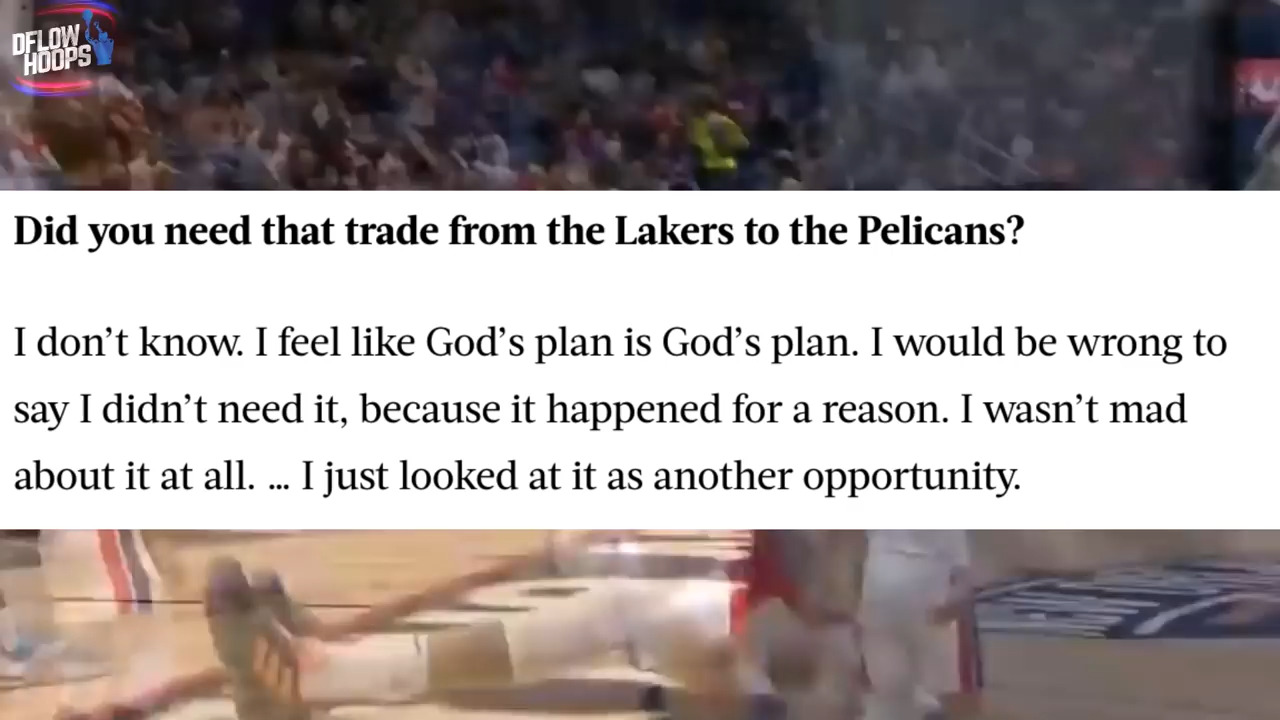 DFLOW
HOOPS
Did you need that trade from the Lakers to the Pelicans?
I don’t know. I feel like God’s plan is God’s plan. I would be wrong to
say I didn’t need it, because it happened for a reason. I wasn’t mad
about it at all. ... I just looked at it as another opportunity.